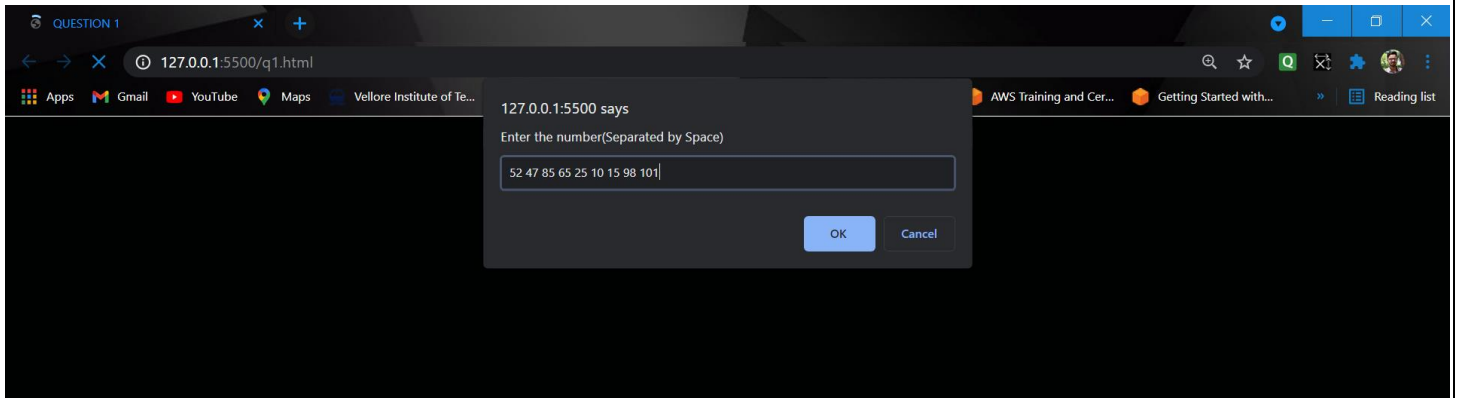 QUESTION 1
127.0.0.1:5500/q1.html
Q
Apps Gmail YouTube Maps Vellore Institute of Te... AWS Training and Cer... Getting Started with... » Reading list
127.0.0.1:5500 says
Enter the number(Separated by Space)
52 47 85 65 25 10 15 98 101
OK Cancel